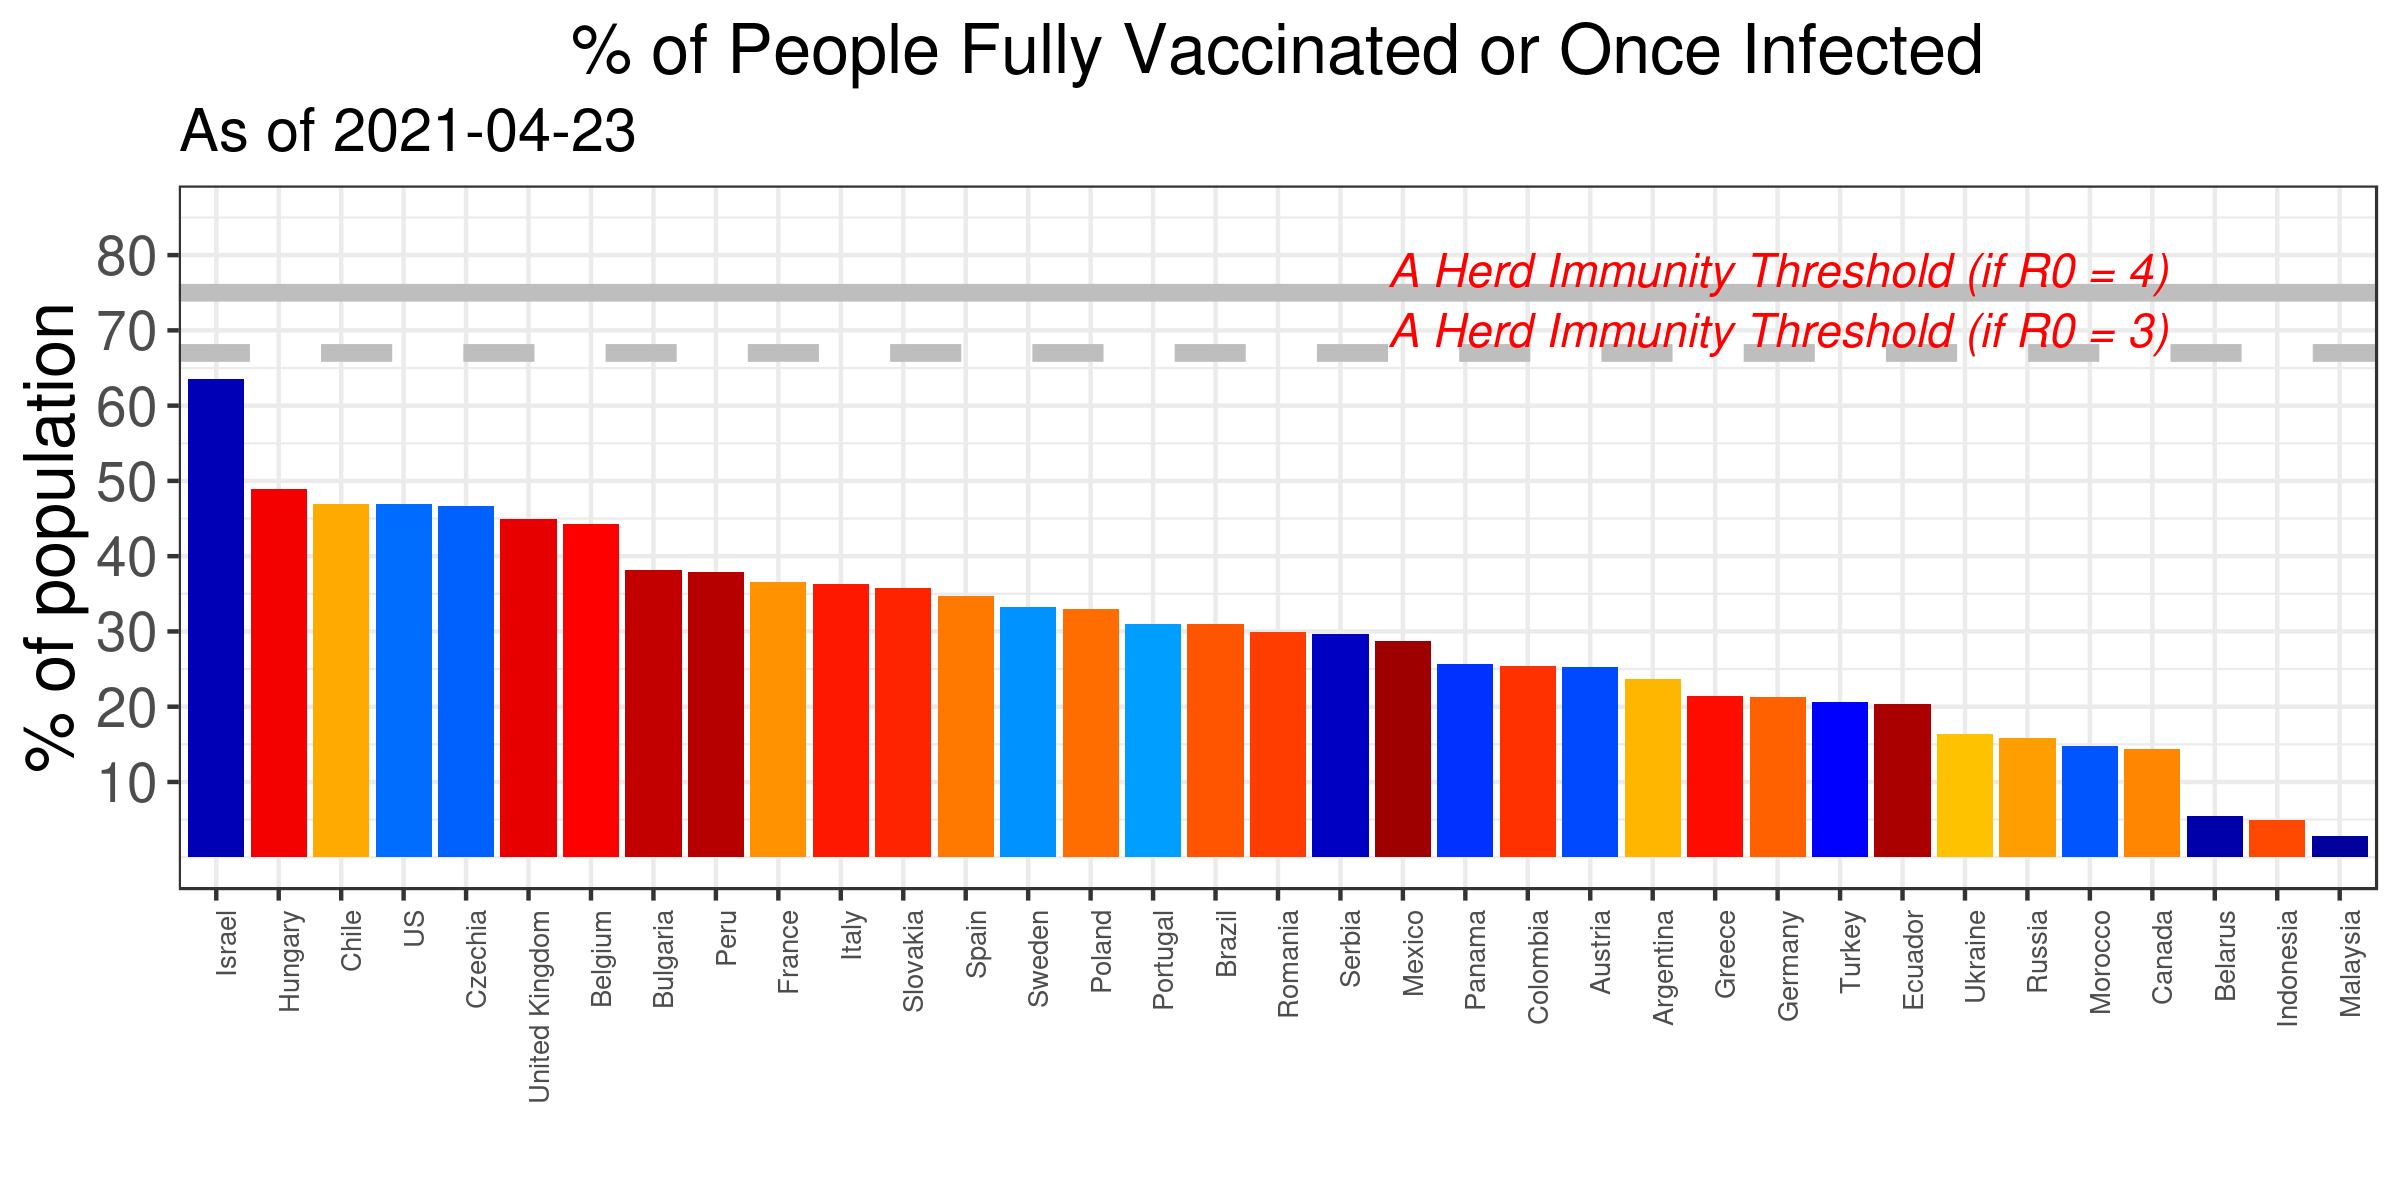 % of People Fully Vaccinated or Once Infected
As of 2021-04-23
% of population
80
70
60
50
40
30
20
10
A Herd Immunity Threshold (if R0 = 4)
A Herd Immunity Threshold (if R0 = 3)
Israel
Hungary
Chile
US
Czechia
United Kingdom
Belgium
Bulgaria
Peru
France
Italy
Slovakia
Spain
Sweden
Poland
Portugal
Brazil
Romania
Serbia
Mexico
Panama
Colombia
Austria
Argentina
Greece
Germany
Turkey
Ecuador
Ukraine
Russia
Morocco
Canada
Belarus
Indonesia
Malaysia